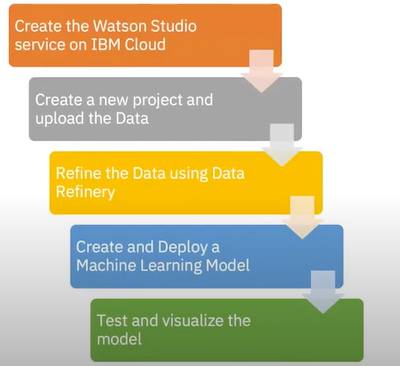 Create the Watson Studio
service on IBM Cloud
Create a new project and
upload the Data
Refine the Data using Data
Refinery
Create and Deploy a
Machine Learning Model
Test and visualize the
model